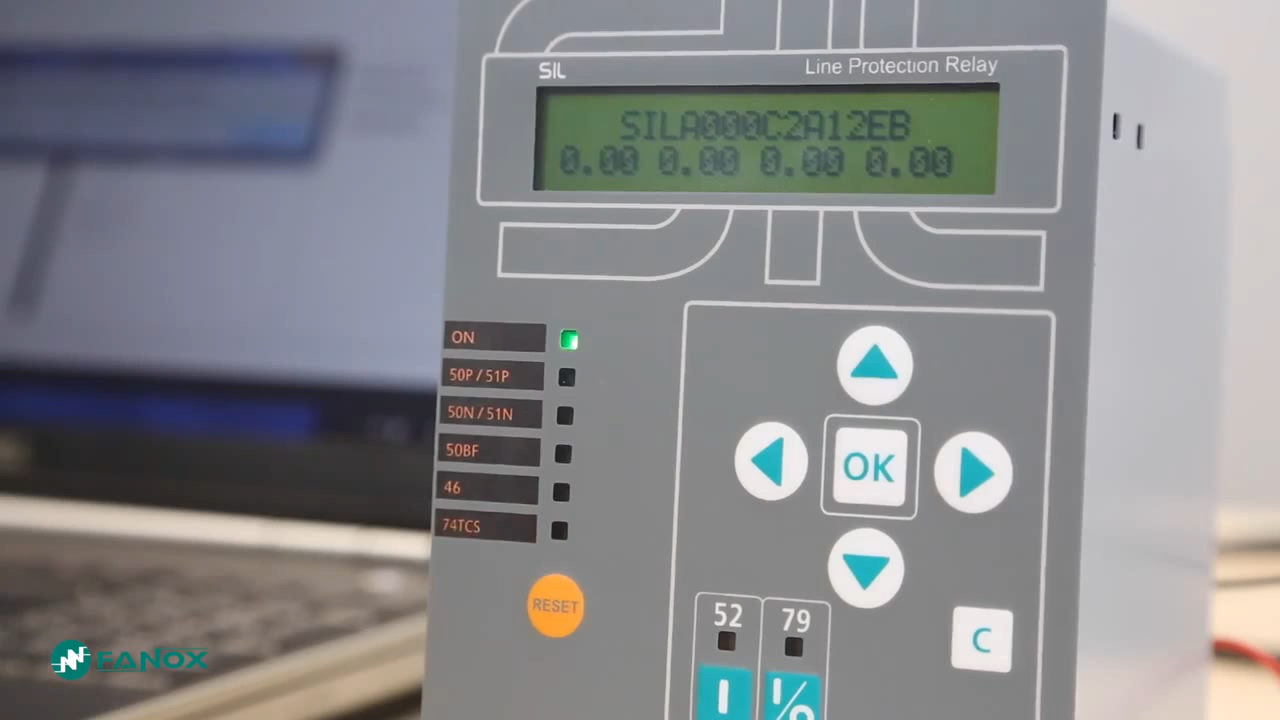 SIL
Line Protection Relay
SILA000C2A12EB
0.00 0.00 0.00 0.00
ON
50P / 51P
50N / 51N
50BF
46
74TCS
OK
RESET
52
79
C
I
I/O
FANOX